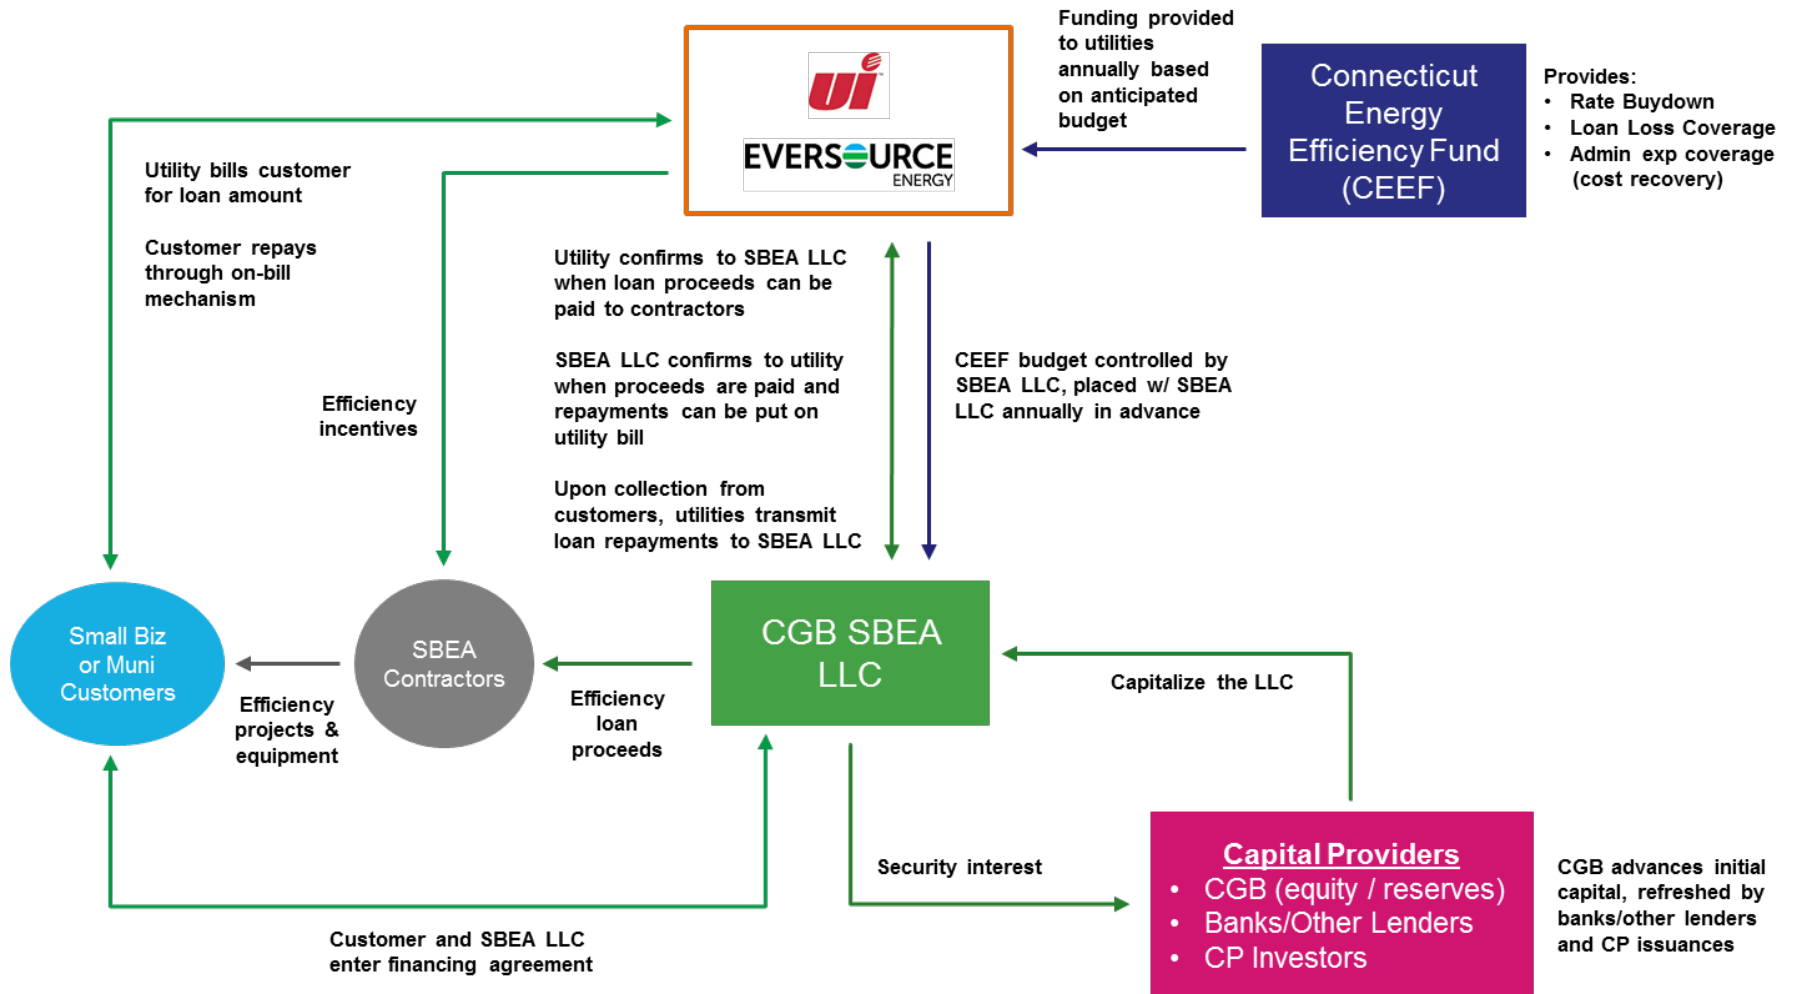 Funding provided
to utilities
annually based
on anticipated
budget
ui
EVERSOURCE
ENERGY
Connecticut
Energy
Efficiency Fund
(CEEF)
Provides:
• Rate Buydown
• Loan Loss Coverage
• Admin exp coverage
(cost recovery)
Utility bills customer
for loan amount
Customer repays
through on-bill
mechanism
Efficiency
incentives
Utility confirms to SBEA LLC
when loan proceeds can be
paid to contractors
SBEA LLC confirms to utility
when proceeds are paid and
repayments can be put on
utility bill
Upon collection from
customers, utilities transmit
loan repayments to SBEA LLC
CEEF budget controlled by
SBEA LLC, placed w/ SBEA
LLC annually in advance
Small Biz
or Muni
Customers
Efficiency
projects &
equipment
SBEA
Contractors
Efficiency
loan
proceeds
CGB SBEA
LLC
Capitalize the LLC
Security interest
Customer and SBEA LLC
enter financing agreement
Capital Providers
• CGB (equity / reserves)
• Banks/Other Lenders
• CP Investors
CGB advances initial
capital, refreshed by
banks/other lenders
and CP issuances